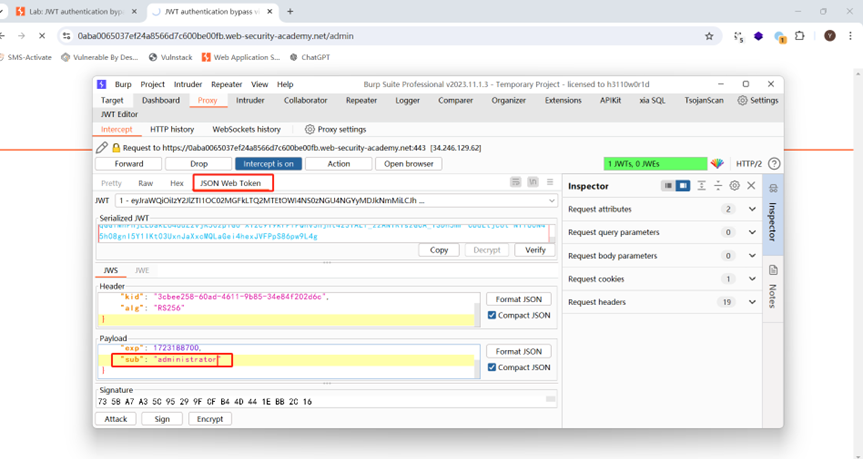 Lab: JWT authentication byp
JWT authentication bypass v
0aba0065037ef24a8566d7c600be00fb.web-security-academy.net/admin
SMS-Activate
Vulnerable By Des...
Vulnstack
Web Application S...
ChatGPT
Burp Project Intruder Repeater View Help
Burp Suite Professional v2023.11.1.3 - Temporary Project - licensed to h3110w0r1d
Target Dashboard Proxy Intruder Collaborator Repeater Logger Comparer Organizer Extensions APIKit xia SQL TsojanScan Settings
JWT Editor
Intercept HTTP history WebSockets history Proxy settings
Request to https://0aba0065037ef24a8566d7c600be00fb.web-security-academy.net:443 [34.246.129.62]
Forward Drop Intercept is on Action Open browser
1 JWTs, 0 JWEs
HTTP/2
Pretty Raw Hex JSON Web Token
Inspector
Request attributes 2
Request query parameters 0
Request body parameters 0
Request cookies 1
Request headers 19
Inspector
Notes
JWT
Serialized JWT
Copy Decrypt Verify
JWS JWE
Header
"kid": "3cbee258-60ad-4611-9b85-34e84f202d6c",
"alg": "RS256"
Format JSON
Compact JSON
Payload
"exp": 1723188700,
"sub": "administrator"
Format JSON
Compact JSON
Signature
73 5B A7 A3 5C 95 29 9F CF B4 4D 44 1E BB 2C 16
Attack Sign Encrypt